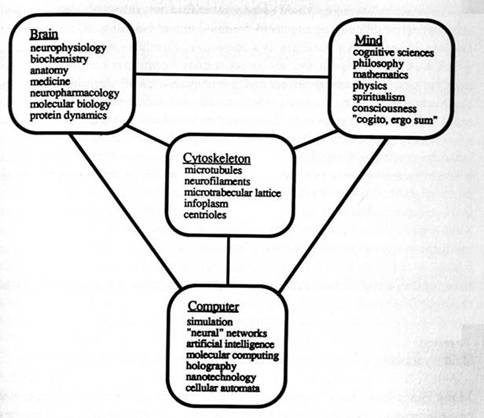 Brain
neurophysiology
biochemistry
anatomy
medicine
neuropharmacology
molecular biology
protein dynamics
Mind
cognitive sciences
philosophy
mathematics
physics
spiritualism
consciousness
"cogito, ergo sum"
Cytoskeleton
microtubules
neurofilaments
microtrabecular lattice
infoplasm
centrioles
Computer
simulation
"neural" networks
artificial intelligence
molecular computing
holography
nanotechnology
cellular automata